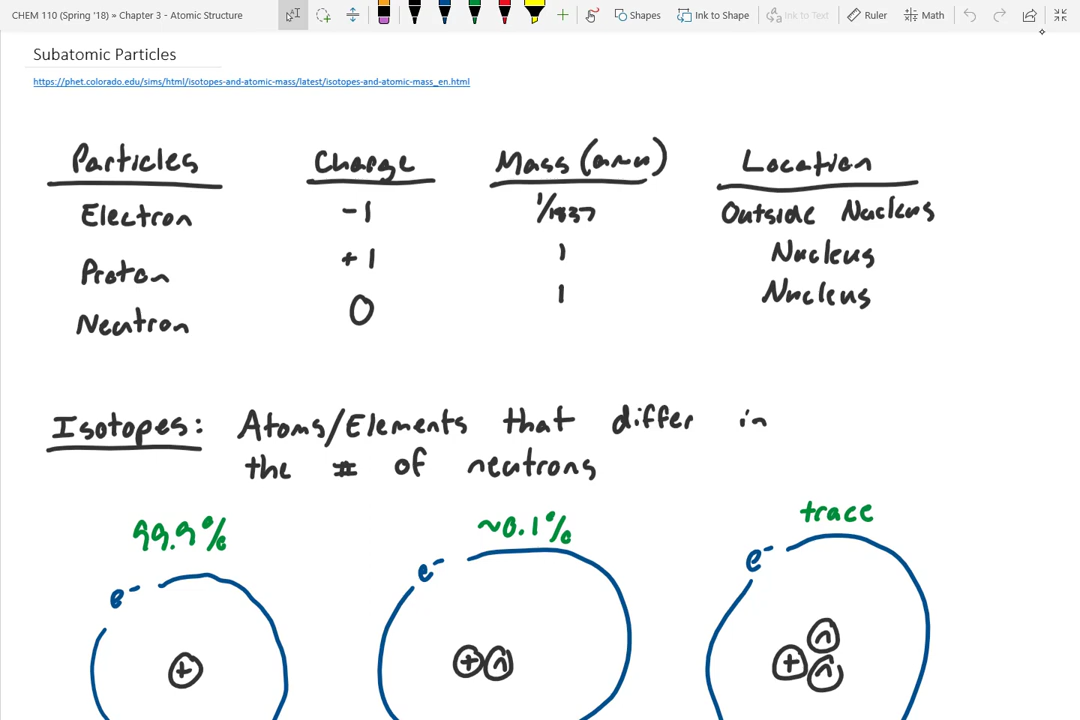 CHEM 110 (Spring '18) » Chapter 3 - Atomic Structure
Shapes Ink to Shape Ink to Text Ruler Math
Subatomic Particles
https://phet.colorado.edu/sims/html/isotopes-and-atomic-mass/latest/isotopes-and-atomic-mass_en.html
Particles Charge Mass (amu) Location
Electron -1 1/1837 Outside Nucleus
Proton +1 1 Nucleus
Neutron 0 1 Nucleus
Isotopes: Atoms/Elements that differ in
the # of neutrons
99.9% ~0.1% trace
e⁻ e⁻ e⁻
+ + n + n n